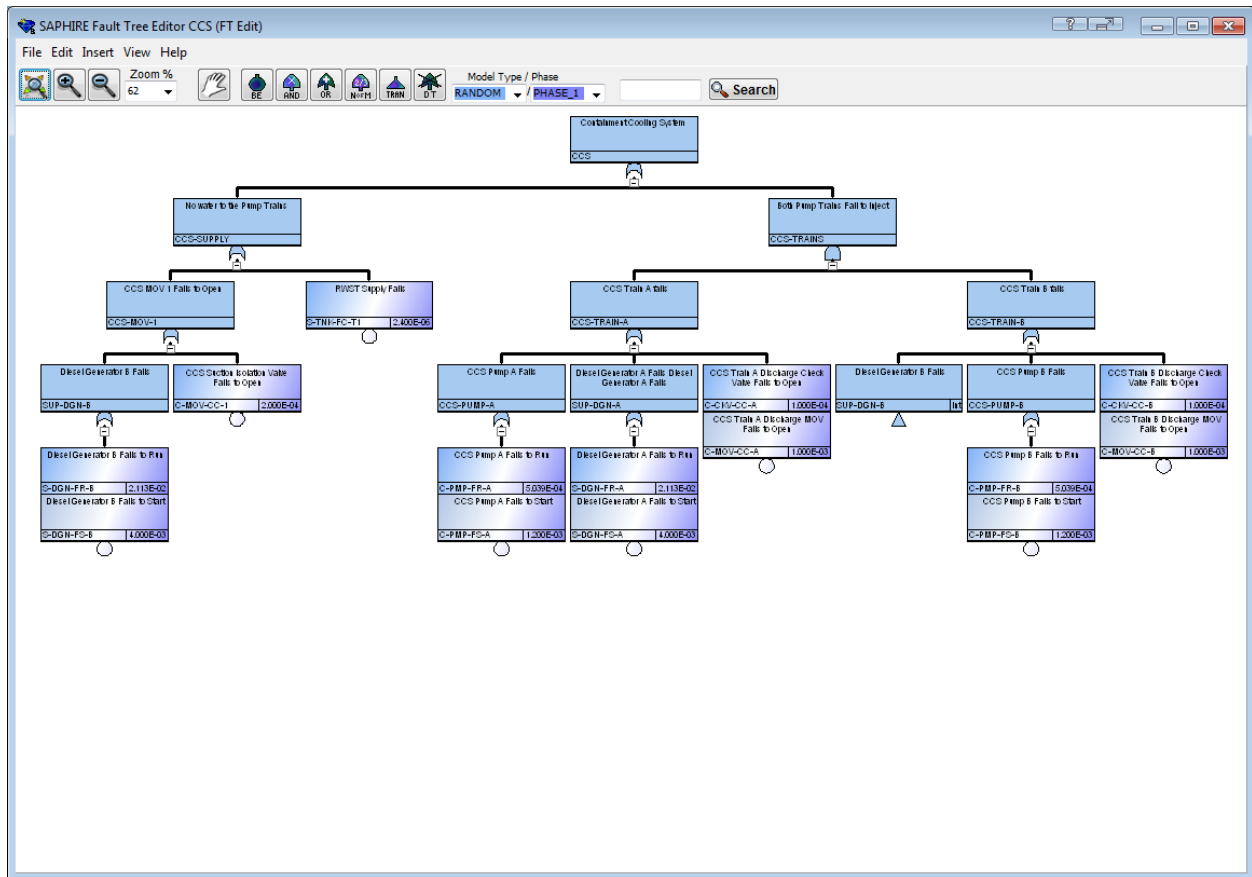 SAPHIRE Fault Tree Editor CCS (FT Edit)
File Edit Insert View Help
Zoom %
62
BE
AND
OR
N or M
TRAN
D T
Model Type / Phase
RANDOM / PHASE_1
Search
Containment Cooling System
CCS
No water to the Pump Trains
CCS-SUPPLY
Both Pump Trains Fail to Inject
CCS-TRAINS
CCS MOV 1 Fails to Open
CCS-MOV-1
RWST Supply Fails
S-TNK-FC-T1 2.400E-06
CCS Train A fails
CCS-TRAIN-A
CCS Train B fails
CCS-TRAIN-B
Diesel Generator B Fails
SUP-DGN-B
CCS Suction Isolation Valve
Fails to Open
C-MOV-CC-1 2.000E-04
CCS Pump A Fails
CCS-PUMP-A
Diesel Generator A Fails Diesel
Generator A Fails
SUP-DGN-A
CCS Train A Discharge Check
Valve Fails to Open
C-CKV-CC-A 1.000E-04
CCS Train A Discharge MOV
Fails to Open
C-MOV-CC-A 1.000E-03
Diesel Generator B Fails
SUP-DGN-B Int
CCS Pump B Fails
CCS-PUMP-B
CCS Train B Discharge Check
Valve Fails to Open
C-CKV-CC-B 1.000E-04
CCS Train B Discharge MOV
Fails to Open
C-MOV-CC-B 1.000E-03
Diesel Generator B Fails to Run
S-DGN-FR-B 2.113E-02
Diesel Generator B Fails to Start
S-DGN-FS-B 4.000E-03
CCS Pump A Fails to Run
C-PMP-FR-A 5.039E-04
CCS Pump A Fails to Start
C-PMP-FS-A 1.200E-03
Diesel Generator A Fails to Run
S-DGN-FR-A 2.113E-02
Diesel Generator A Fails to Start
S-DGN-FS-A 4.000E-03
CCS Pump B Fails to Run
C-PMP-FR-B 5.039E-04
CCS Pump B Fails to Start
C-PMP-FS-B 1.200E-03